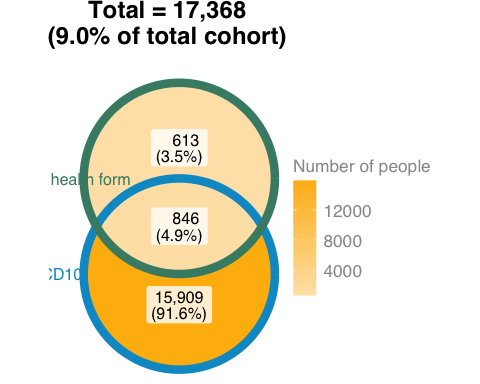 Total = 17,368
(9.0% of total cohort)
613
(3.5%)
Number of people
health form
12000
846
(4.9%)
8000
4000
CD10
15,909
(91.6%)